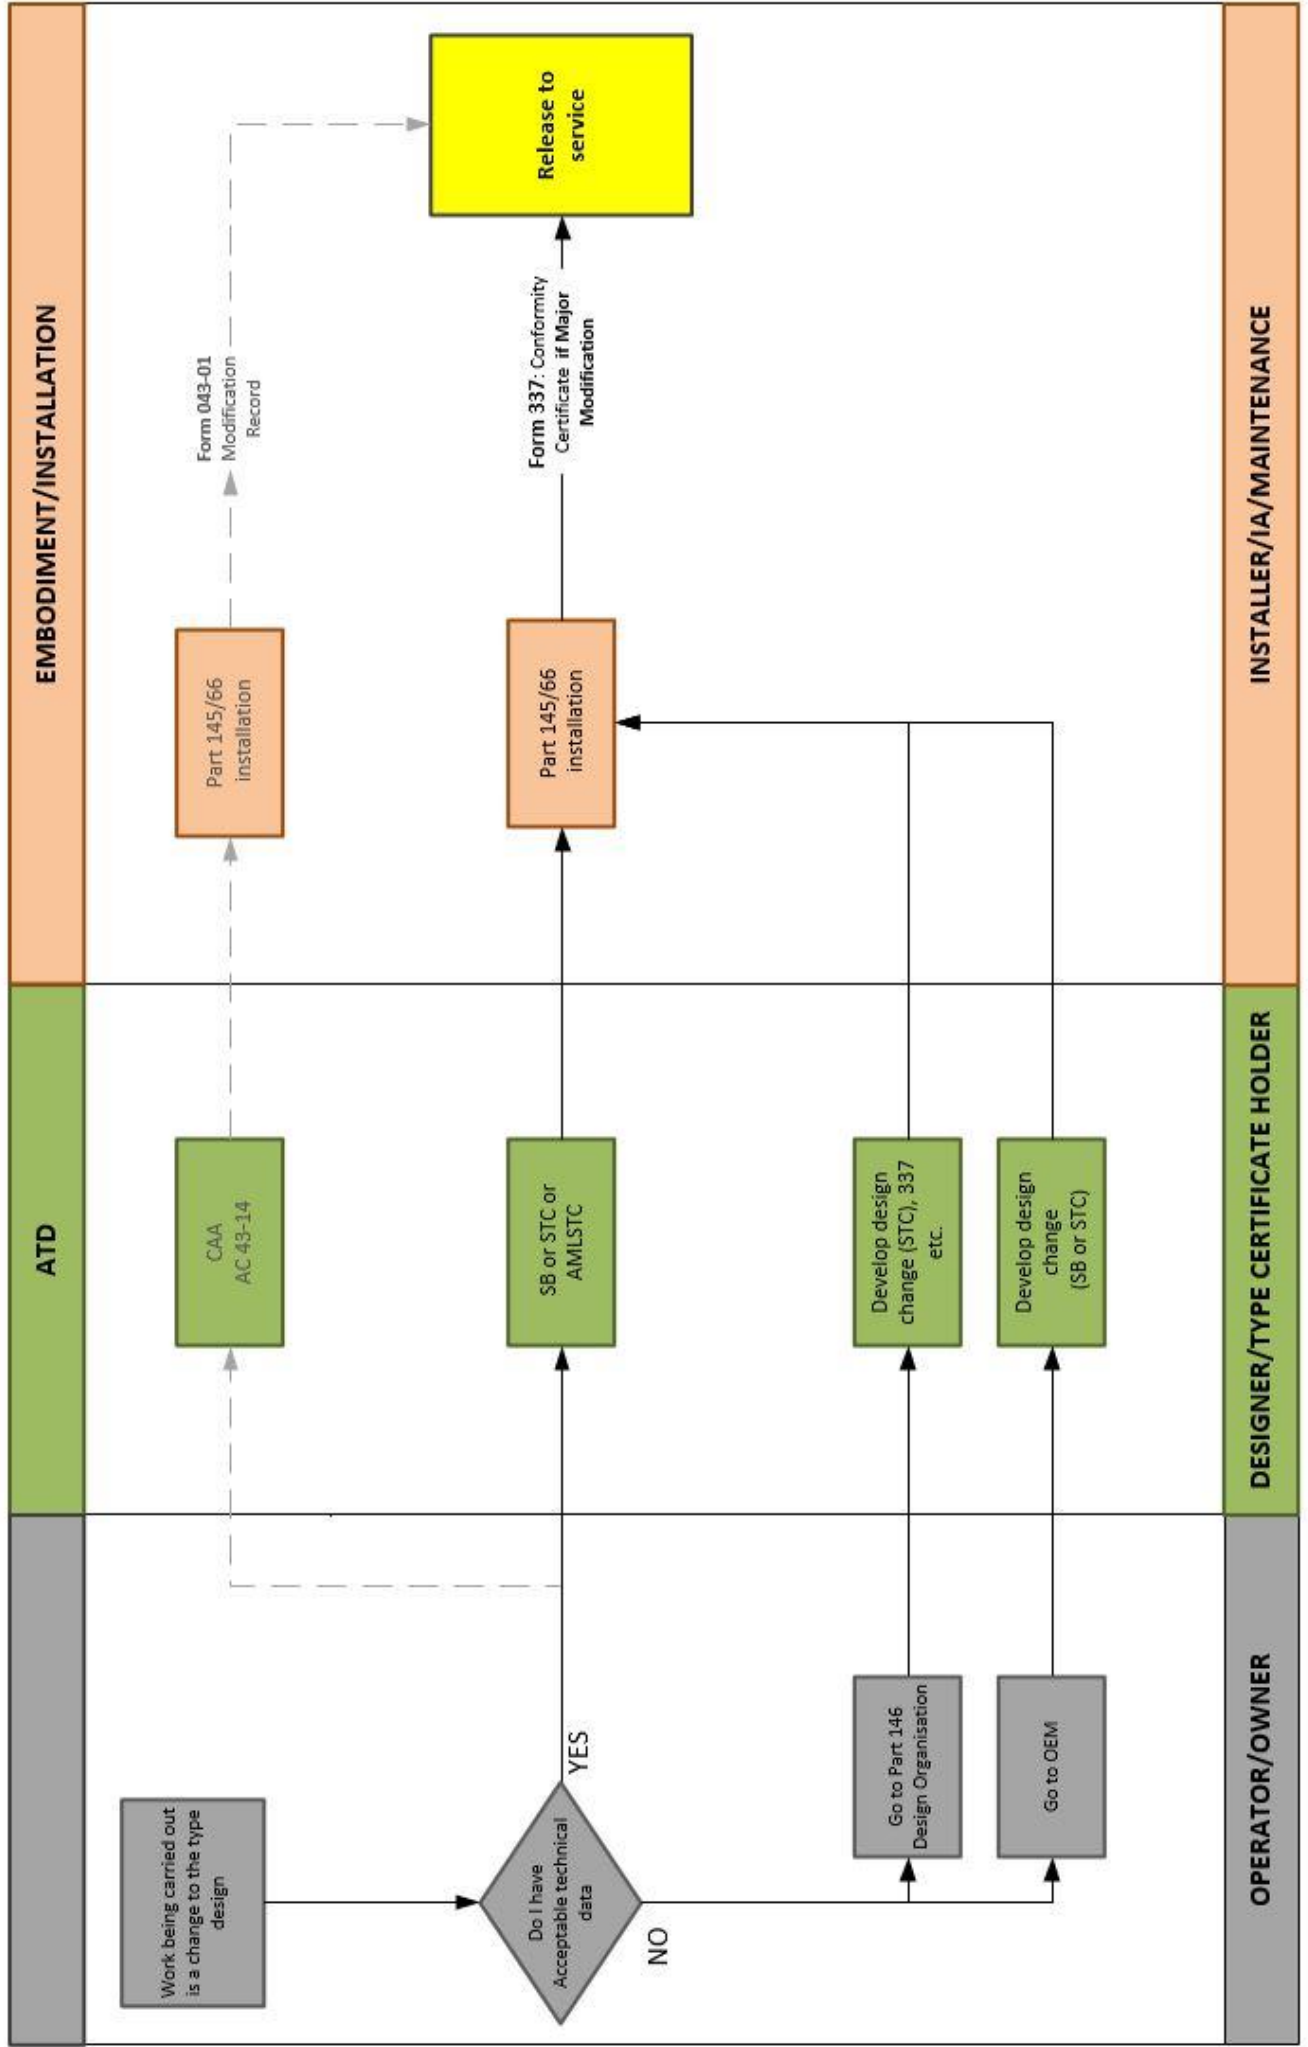 ATD
EMBODIMENT/INSTALLATION
Work being carried out
is a change to the type
design
Do I have
Acceptable technical
data
YES
NO
Go to Part 146
Design Organisation
Go to OEM
CAA
AC 43-14
SB or STC or
AMLSTC
Develop design
change (STC), 337
etc.
Develop design
change
(SB or STC)
Part 145/66
installation
Part 145/66
installation
Form 043-01
Modification
Record
Form 337: Conformity
Certificate if Major
Modification
Release to
service
OPERATOR/OWNER
DESIGNER/TYPE CERTIFICATE HOLDER
INSTALLER/IA/MAINTENANCE